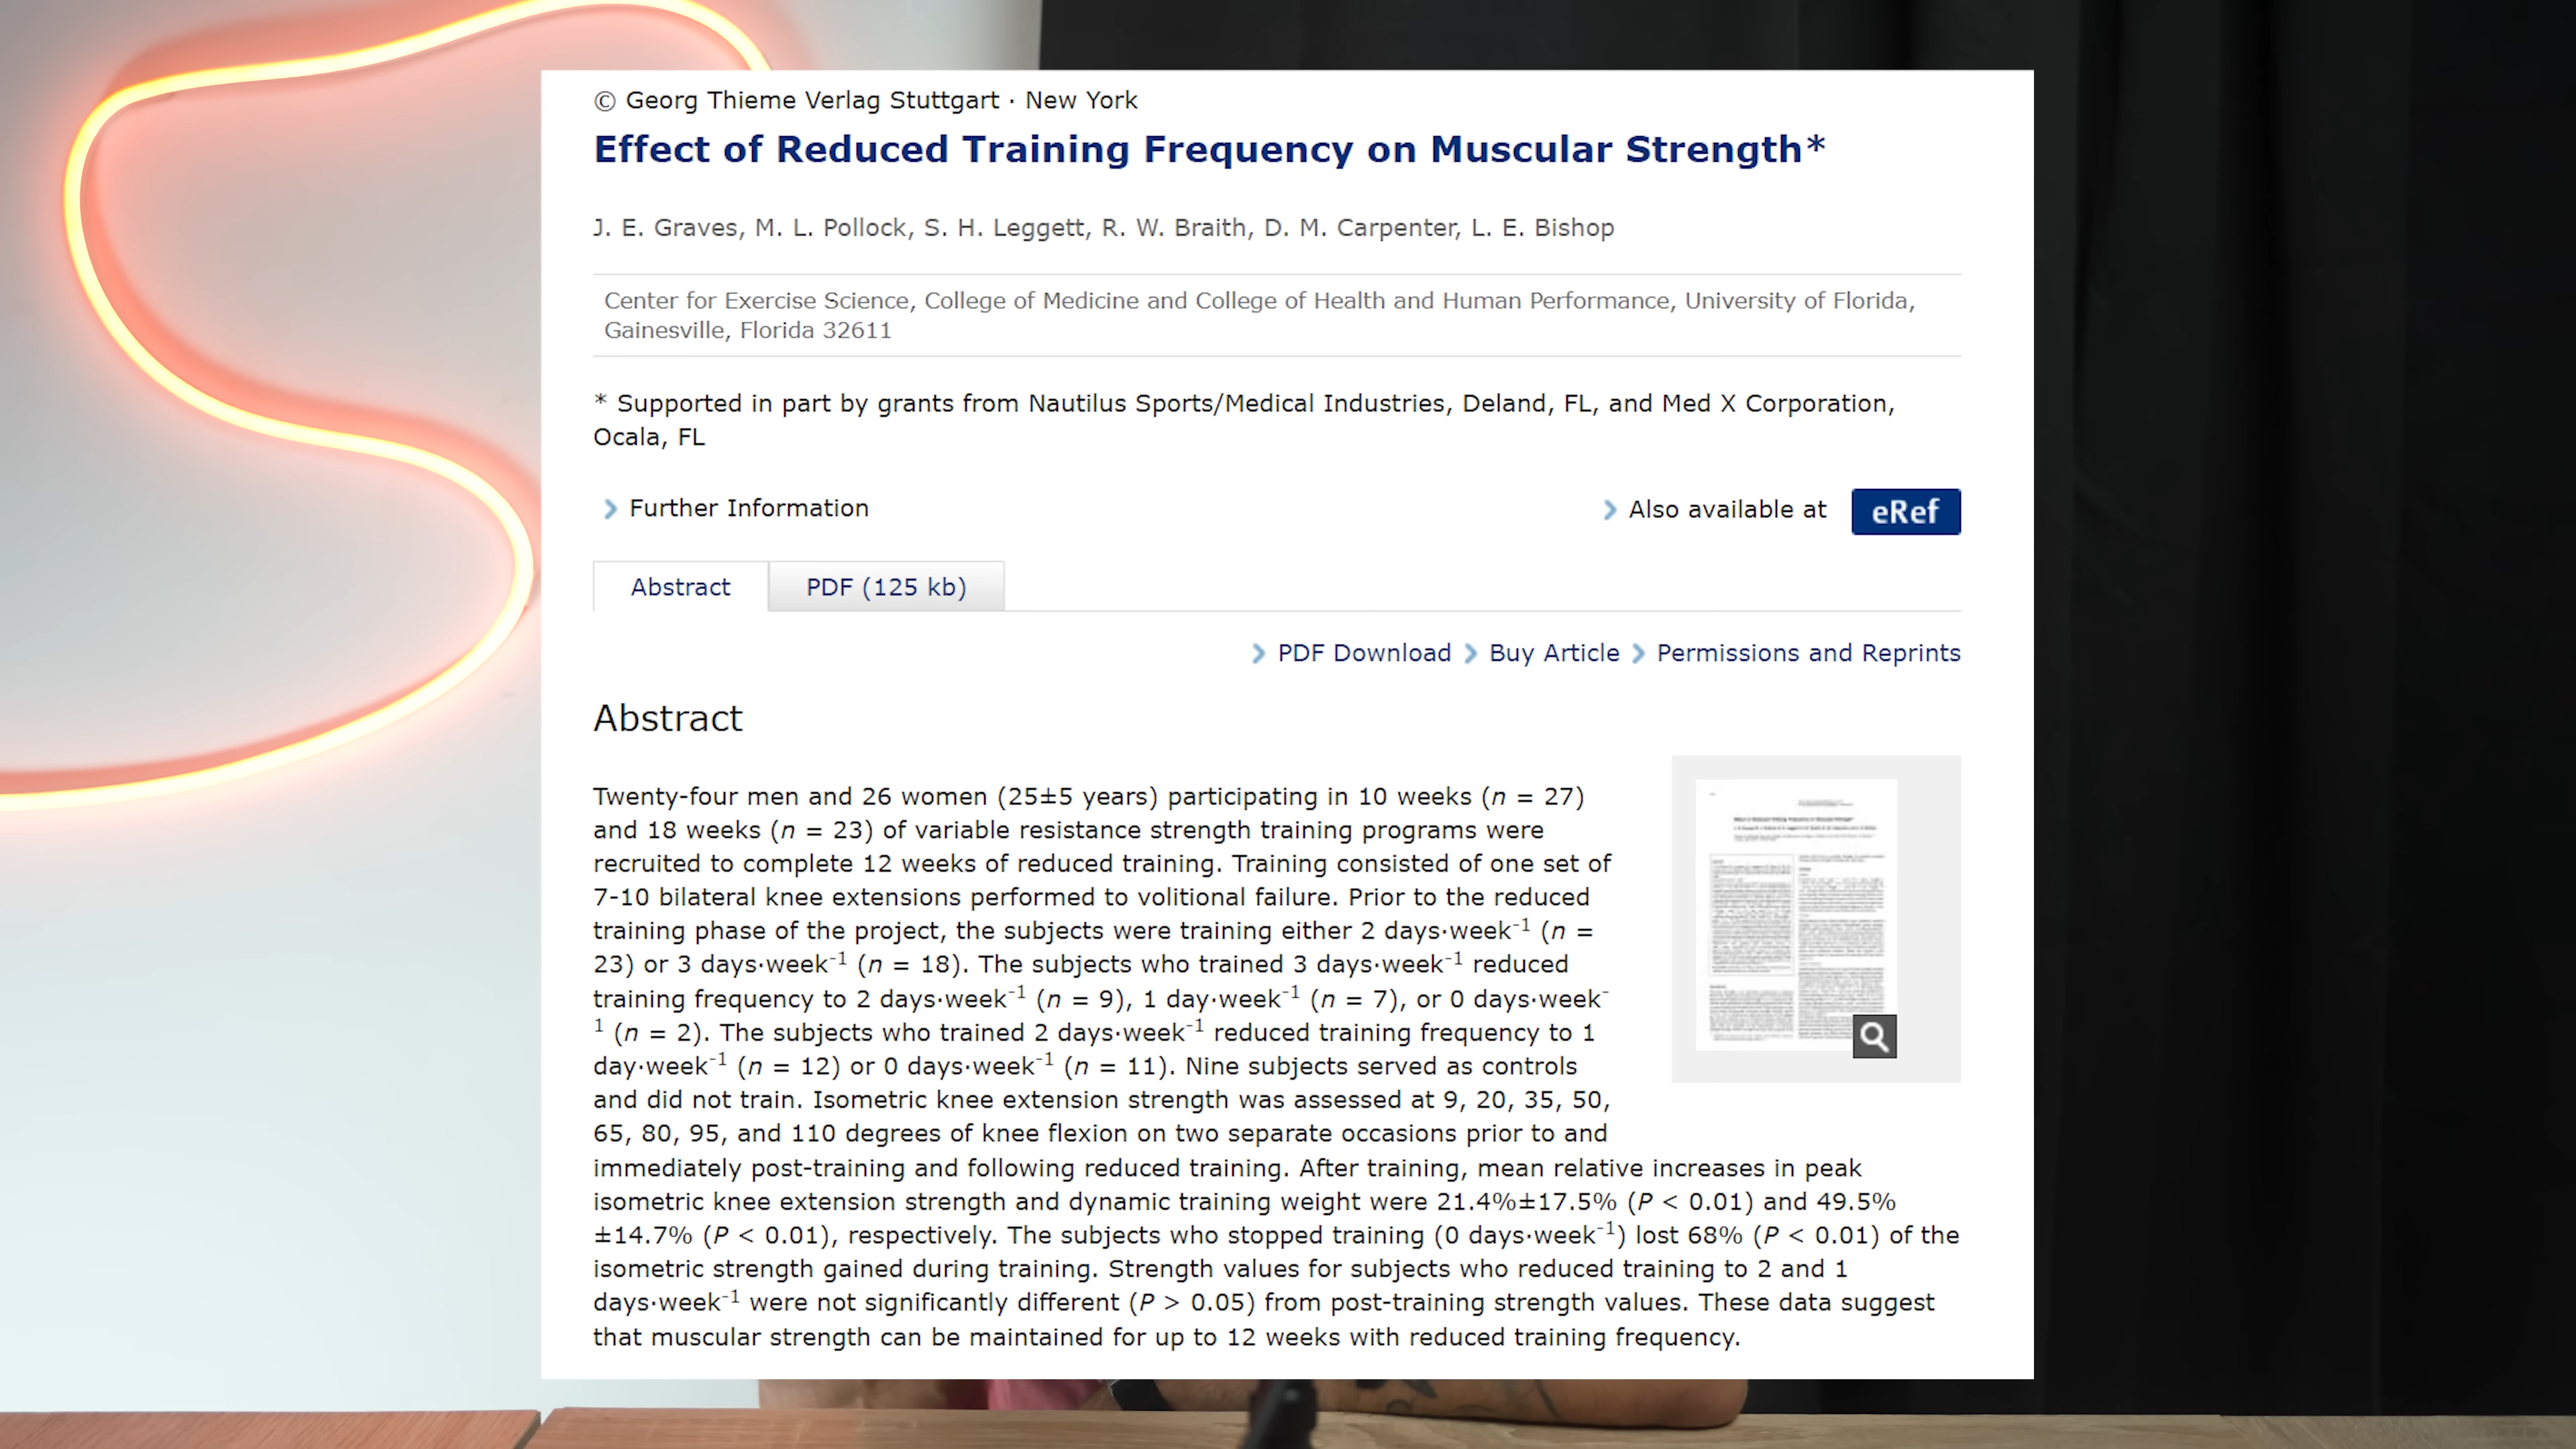 © Georg Thieme Verlag Stuttgart · New York
Effect of Reduced Training Frequency on Muscular Strength*
J. E. Graves, M. L. Pollock, S. H. Leggett, R. W. Braith, D. M. Carpenter, L. E. Bishop
Center for Exercise Science, College of Medicine and College of Health and Human Performance, University of Florida,
Gainesville, Florida 32611
* Supported in part by grants from Nautilus Sports/Medical Industries, Deland, FL, and Med X Corporation,
Ocala, FL
Further Information
Also available at eRef
Abstract
PDF (125 kb)
PDF Download
Buy Article
Permissions and Reprints
Abstract
Twenty-four men and 26 women (25±5 years) participating in 10 weeks (n = 27)
and 18 weeks (n = 23) of variable resistance strength training programs were
recruited to complete 12 weeks of reduced training. Training consisted of one set of
7-10 bilateral knee extensions performed to volitional failure. Prior to the reduced
training phase of the project, the subjects were training either 2 days·week⁻¹ (n =
23) or 3 days·week⁻¹ (n = 18). The subjects who trained 3 days·week⁻¹ reduced
training frequency to 2 days·week⁻¹ (n = 9), 1 day·week⁻¹ (n = 7), or 0 days·week⁻
¹ (n = 2). The subjects who trained 2 days·week⁻¹ reduced training frequency to 1
day·week⁻¹ (n = 12) or 0 days·week⁻¹ (n = 11). Nine subjects served as controls
and did not train. Isometric knee extension strength was assessed at 9, 20, 35, 50,
65, 80, 95, and 110 degrees of knee flexion on two separate occasions prior to and
immediately post-training and following reduced training. After training, mean relative increases in peak
isometric knee extension strength and dynamic training weight were 21.4%±17.5% (P < 0.01) and 49.5%
±14.7% (P < 0.01), respectively. The subjects who stopped training (0 days·week⁻¹) lost 68% (P < 0.01) of the
isometric strength gained during training. Strength values for subjects who reduced training to 2 and 1
days·week⁻¹ were not significantly different (P > 0.05) from post-training strength values. These data suggest
that muscular strength can be maintained for up to 12 weeks with reduced training frequency.